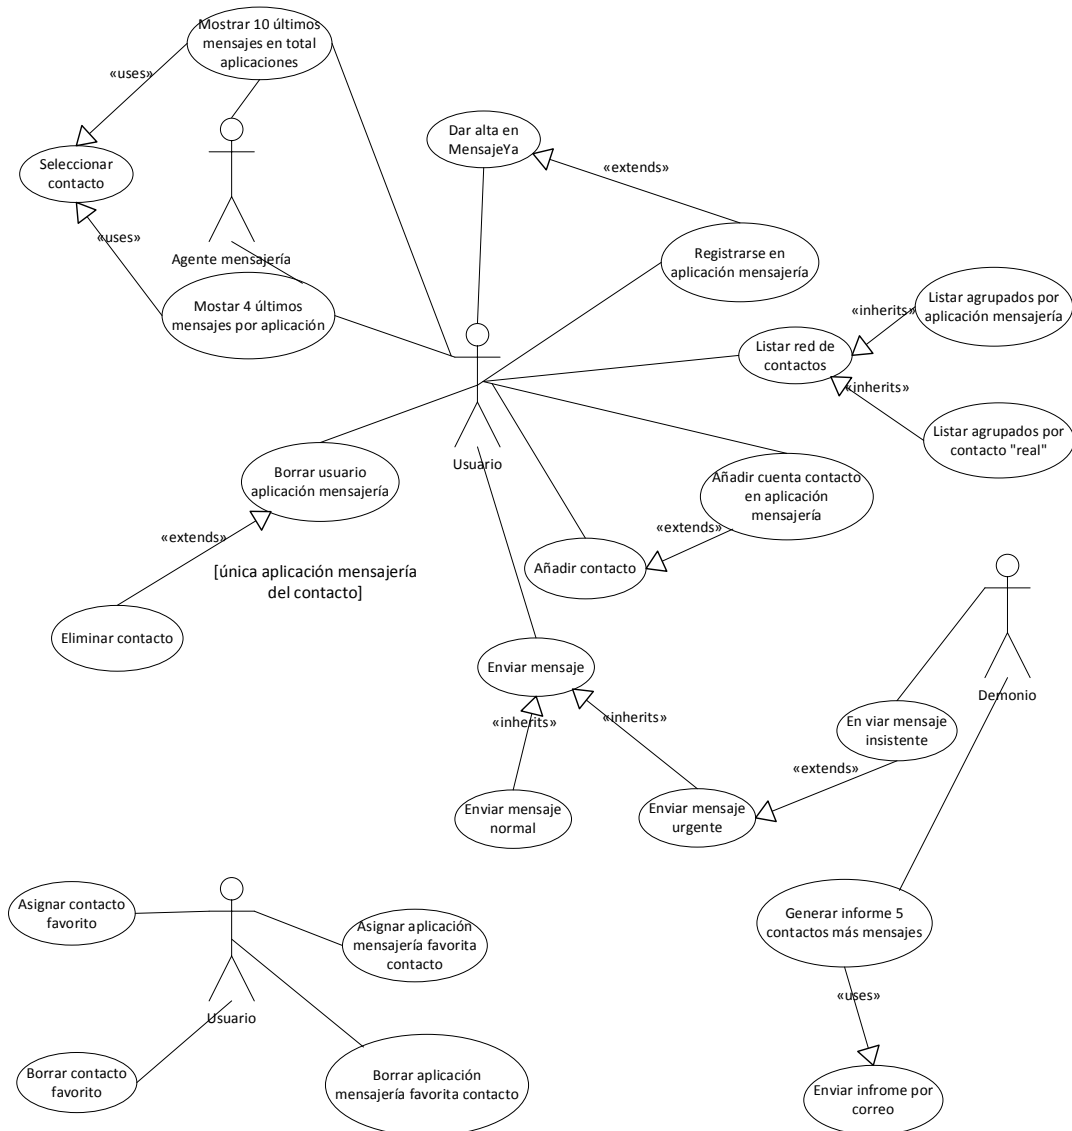 Mostrar 10 últimos
mensajes en total
aplicaciones
«uses»
Seleccionar
contacto
«uses»
Agente mensajería
Mostar 4 últimos
mensajes por aplicación
Dar alta en
MensajeYa
«extends»
Registrarse en
aplicación mensajería
Listar agrupados por
aplicación mensajería
«inherits»
Listar red de
contactos
«inherits»
Listar agrupados por
contacto "real"
Usuario
Borrar usuario
aplicación mensajería
«extends»
[única aplicación mensajería
del contacto]
Eliminar contacto
Añadir cuenta contacto
en aplicación
mensajería
«extends»
Añadir contacto
Enviar mensaje
«inherits»
«inherits»
Enviar mensaje
normal
Enviar mensaje
urgente
Demonio
En viar mensaje
insistente
«extends»
Generar informe 5
contactos más mensajes
«uses»
Enviar infrome por
correo
Asignar contacto
favorito
Asignar aplicación
mensajería favorita
contacto
Usuario
Borrar contacto
favorito
Borrar aplicación
mensajería favorita contacto